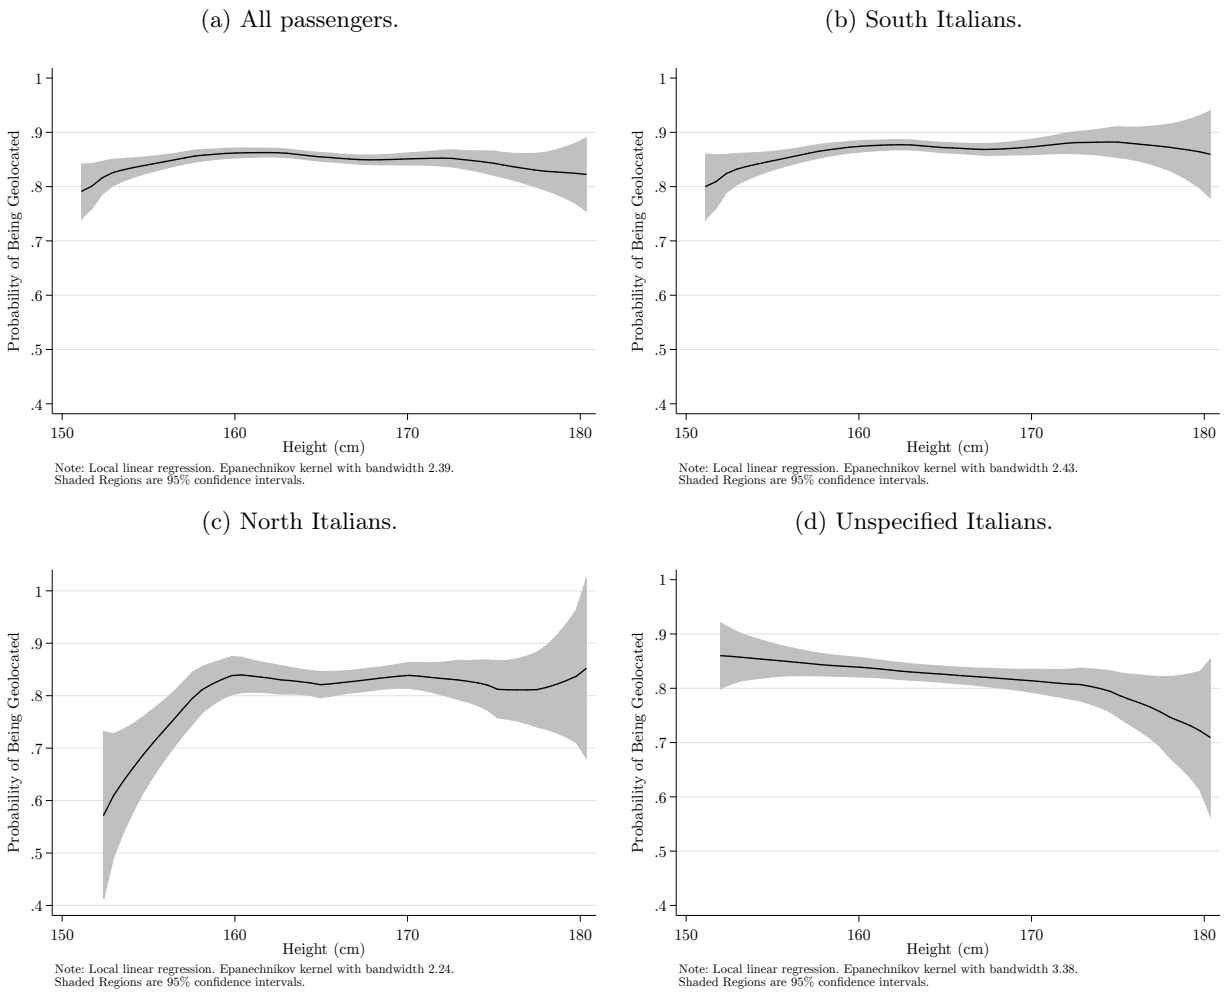 (a) All passengers.
1
.9
.8
.7
.6
.5
.4
Probability of Being Geolocated
150 160 170 180
Height (cm)
Note: Local linear regression. Epanechnikov kernel with bandwidth 2.39.
Shaded Regions are 95% confidence intervals.
(b) South Italians.
1
.9
.8
.7
.6
.5
.4
Probability of Being Geolocated
150 160 170 180
Height (cm)
Note: Local linear regression. Epanechnikov kernel with bandwidth 2.43.
Shaded Regions are 95% confidence intervals.
(c) North Italians.
1
.9
.8
.7
.6
.5
.4
Probability of Being Geolocated
150 160 170 180
Height (cm)
Note: Local linear regression. Epanechnikov kernel with bandwidth 2.24.
Shaded Regions are 95% confidence intervals.
(d) Unspecified Italians.
1
.9
.8
.7
.6
.5
.4
Probability of Being Geolocated
150 160 170 180
Height (cm)
Note: Local linear regression. Epanechnikov kernel with bandwidth 3.38.
Shaded Regions are 95% confidence intervals.